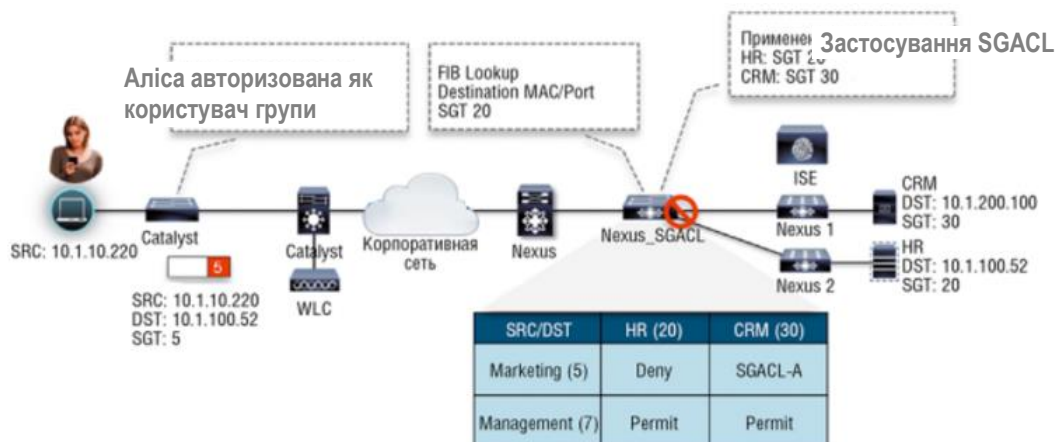 Аліса авторизована як
користувач групи
FIB Lookup
Destination MAC/Port
SGT 20
Застосування SGACL
HR: SGT 20
CRM: SGT 30
SRC: 10.1.10.220
Catalyst
5
SRC: 10.1.10.220
DST: 10.1.100.52
SGT: 5
Catalyst
WLC
Корпоративная
сеть
Nexus
Nexus_SGACL
ISE
Nexus 1
CRM
DST: 10.1.200.100
SGT: 30
Nexus 2
HR
DST: 10.1.100.52
SGT: 20
SRC/DST HR (20) CRM (30)
Marketing (5) Deny SGACL-A
Management (7) Permit Permit